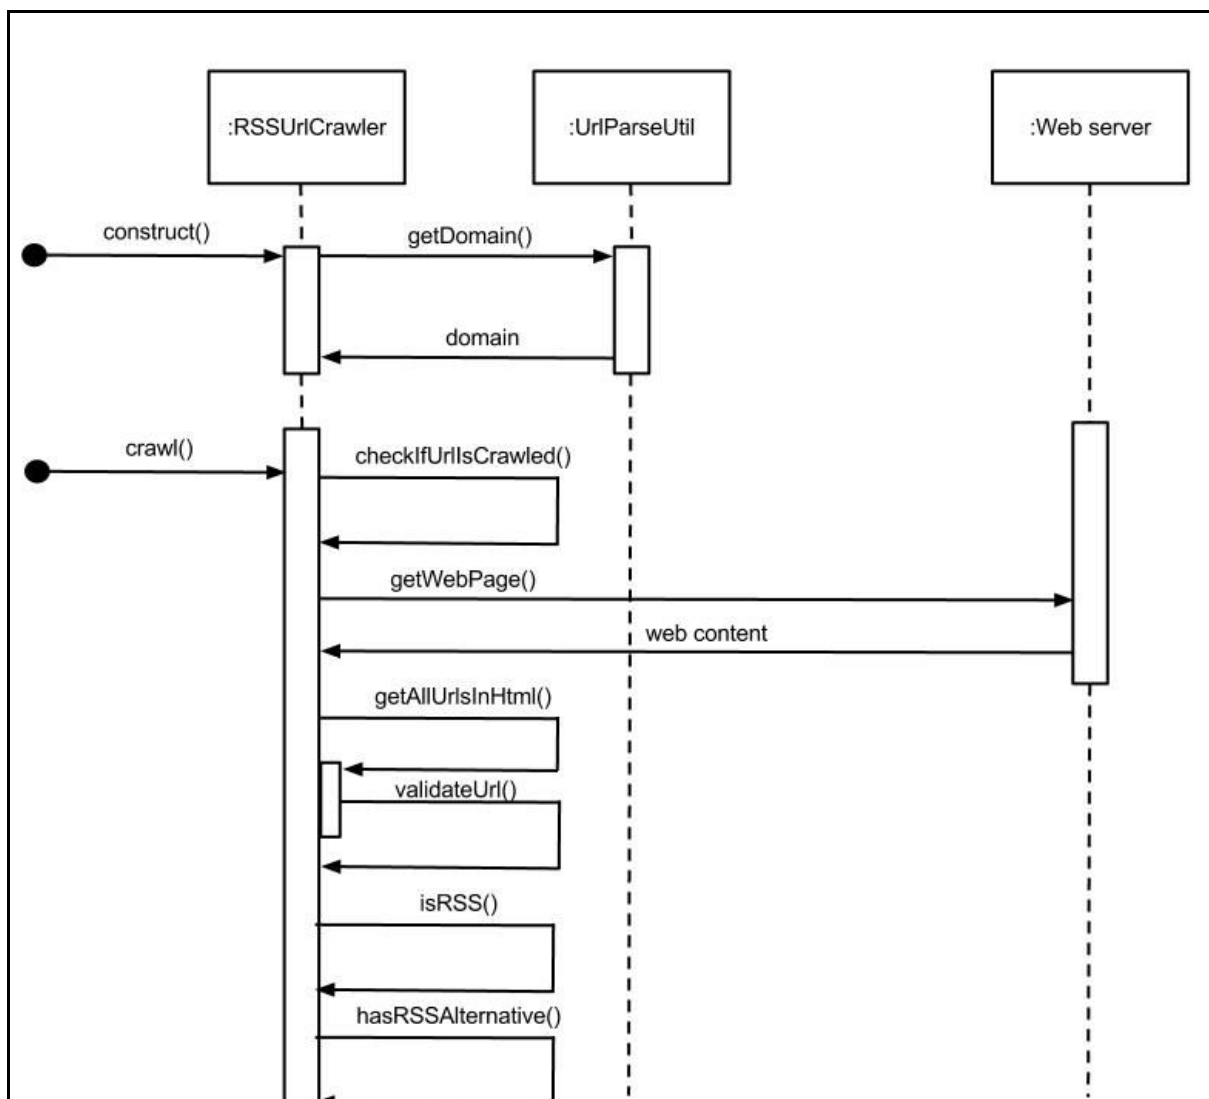 :RSSUrlCrawler
:UrlParseUtil
:Web server
construct()
getDomain()
domain
crawl()
checkIfUrlIsCrawled()
getWebPage()
web content
getAllUrlsInHtml()
validateUrl()
isRSS()
hasRSSAlternative()